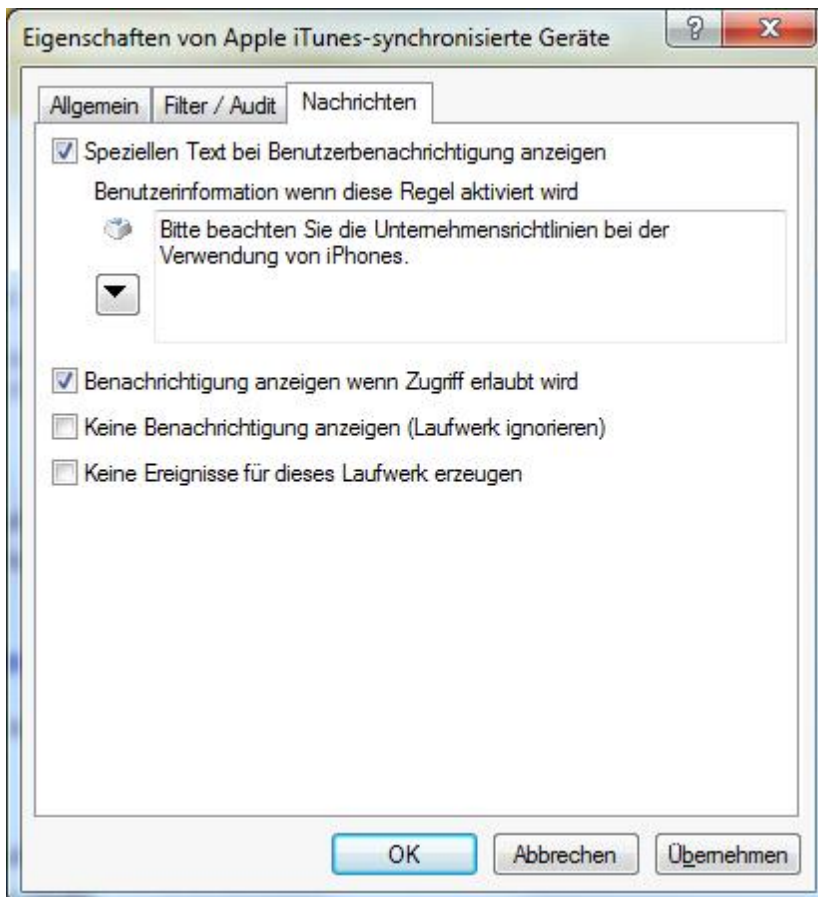 Eigenschaften von Apple iTunes-synchronisierte Geräte
Allgemein Filter / Audit Nachrichten
Speziellen Text bei Benutzerbenachrichtigung anzeigen
Benutzerinformation wenn diese Regel aktiviert wird
Bitte beachten Sie die Unternehmensrichtlinien bei der
Verwendung von iPhones.
Benachrichtigung anzeigen wenn Zugriff erlaubt wird
Keine Benachrichtigung anzeigen (Laufwerk ignorieren)
Keine Ereignisse für dieses Laufwerk erzeugen
OK Abbrechen Übernehmen